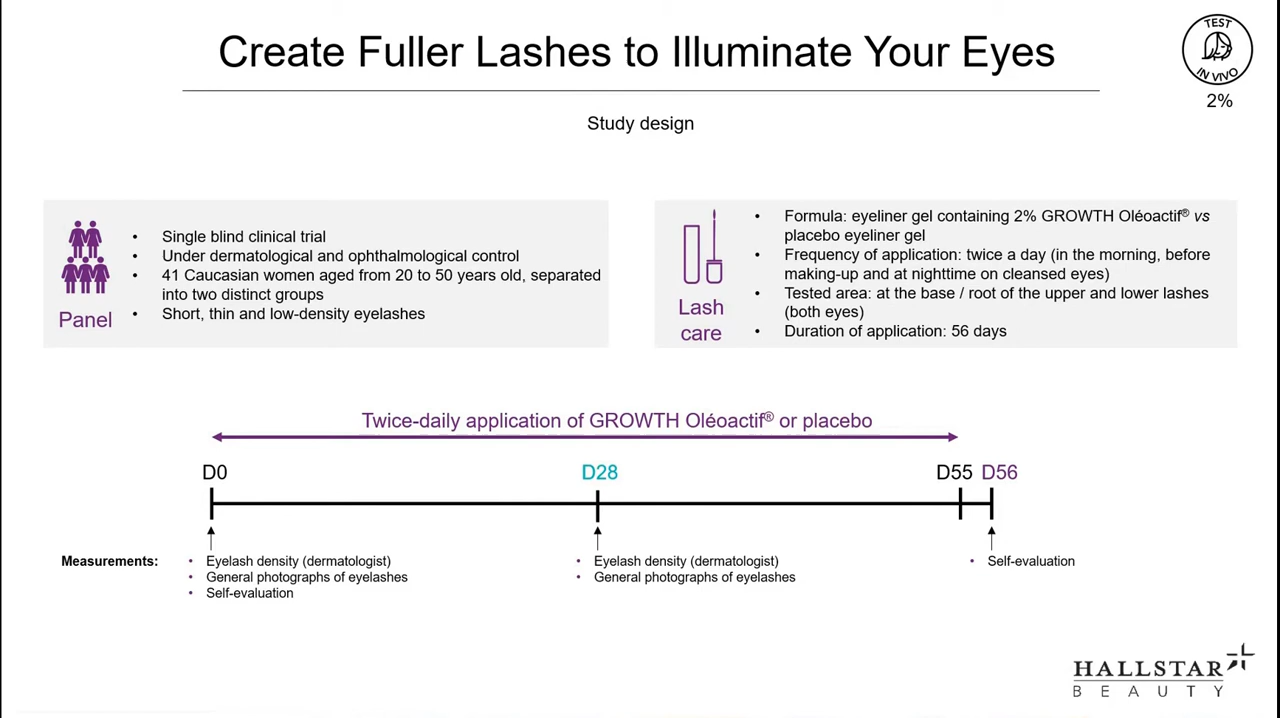 Create Fuller Lashes to Illuminate Your Eyes
TEST
IN VIVO
2%
Study design
Panel
• Single blind clinical trial
• Under dermatological and ophthalmological control
• 41 Caucasian women aged from 20 to 50 years old, separated
into two distinct groups
• Short, thin and low-density eyelashes
Lash
care
• Formula: eyeliner gel containing 2% GROWTH Oléoactif® vs
placebo eyeliner gel
• Frequency of application: twice a day (in the morning, before
making-up and at nighttime on cleansed eyes)
• Tested area: at the base / root of the upper and lower lashes
(both eyes)
• Duration of application: 56 days
Twice-daily application of GROWTH Oléoactif® or placebo
D0 D28 D55 D56
Measurements:
• Eyelash density (dermatologist)
• General photographs of eyelashes
• Self-evaluation
• Eyelash density (dermatologist)
• General photographs of eyelashes
• Self-evaluation
HALLSTAR
BEAUTY